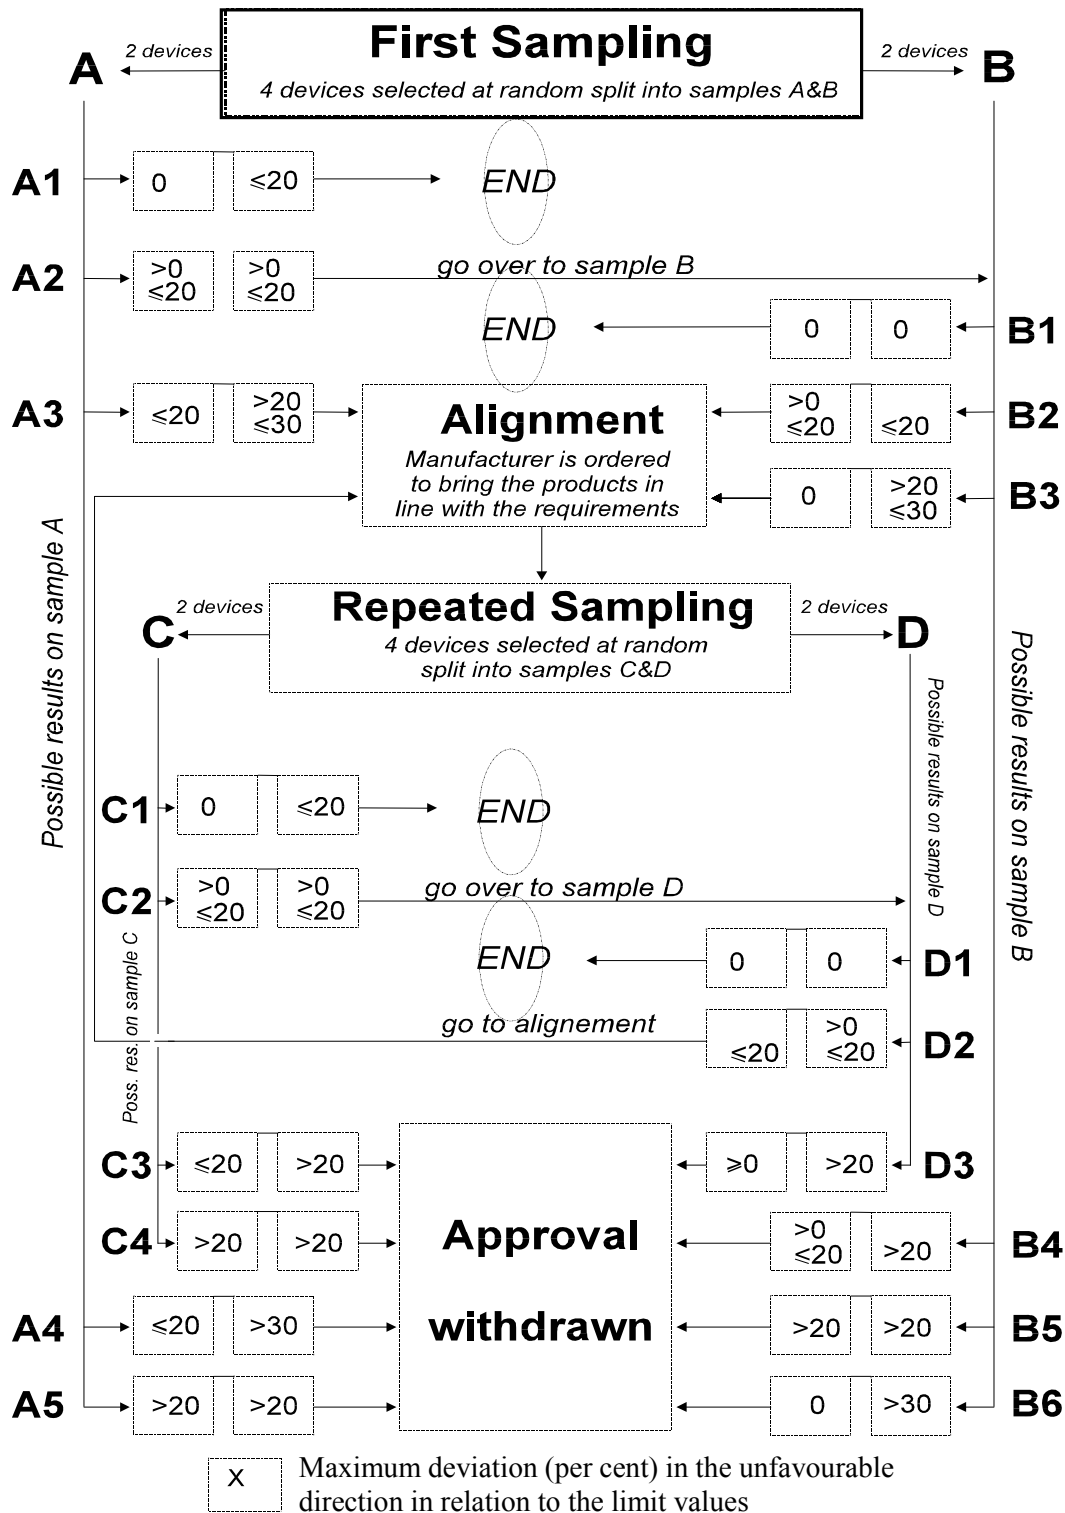 First Sampling
A
2 devices
4 devices selected at random split into samples A&B
2 devices
B
A1
0
≤20
END
A2
>0
≤20
>0
≤20
go over to sample B
END
0
0
B1
A3
≤20
>20
≤30
Alignment
Manufacturer is ordered
to bring the products in
line with the requirements
>0
≤20
≤20
B2
0
>20
≤30
B3
Possible results on sample A
Repeated Sampling
C
2 devices
4 devices selected at random
split into samples C&D
2 devices
D
Possible results on sample D
Possible results on sample B
C1
0
≤20
END
C2
>0
≤20
>0
≤20
go over to sample D
Poss. res. on sample C
END
0
0
D1
go to alignement
≤20
>0
≤20
D2
C3
≤20
>20
≥0
>20
D3
C4
>20
>20
Approval
withdrawn
>0
≤20
>20
B4
A4
≤20
>30
>20
>20
B5
A5
>20
>20
0
>30
B6
X
Maximum deviation (per cent) in the unfavourable
direction in relation to the limit values